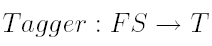 Tagger : FS → T